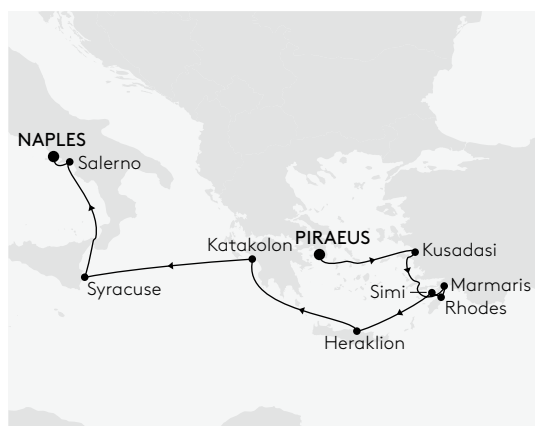 NAPLES
Salerno
Katakolon
PIRAEUS
Kusadasi
Syracuse
Simi
Marmaris
Rhodes
Heraklion